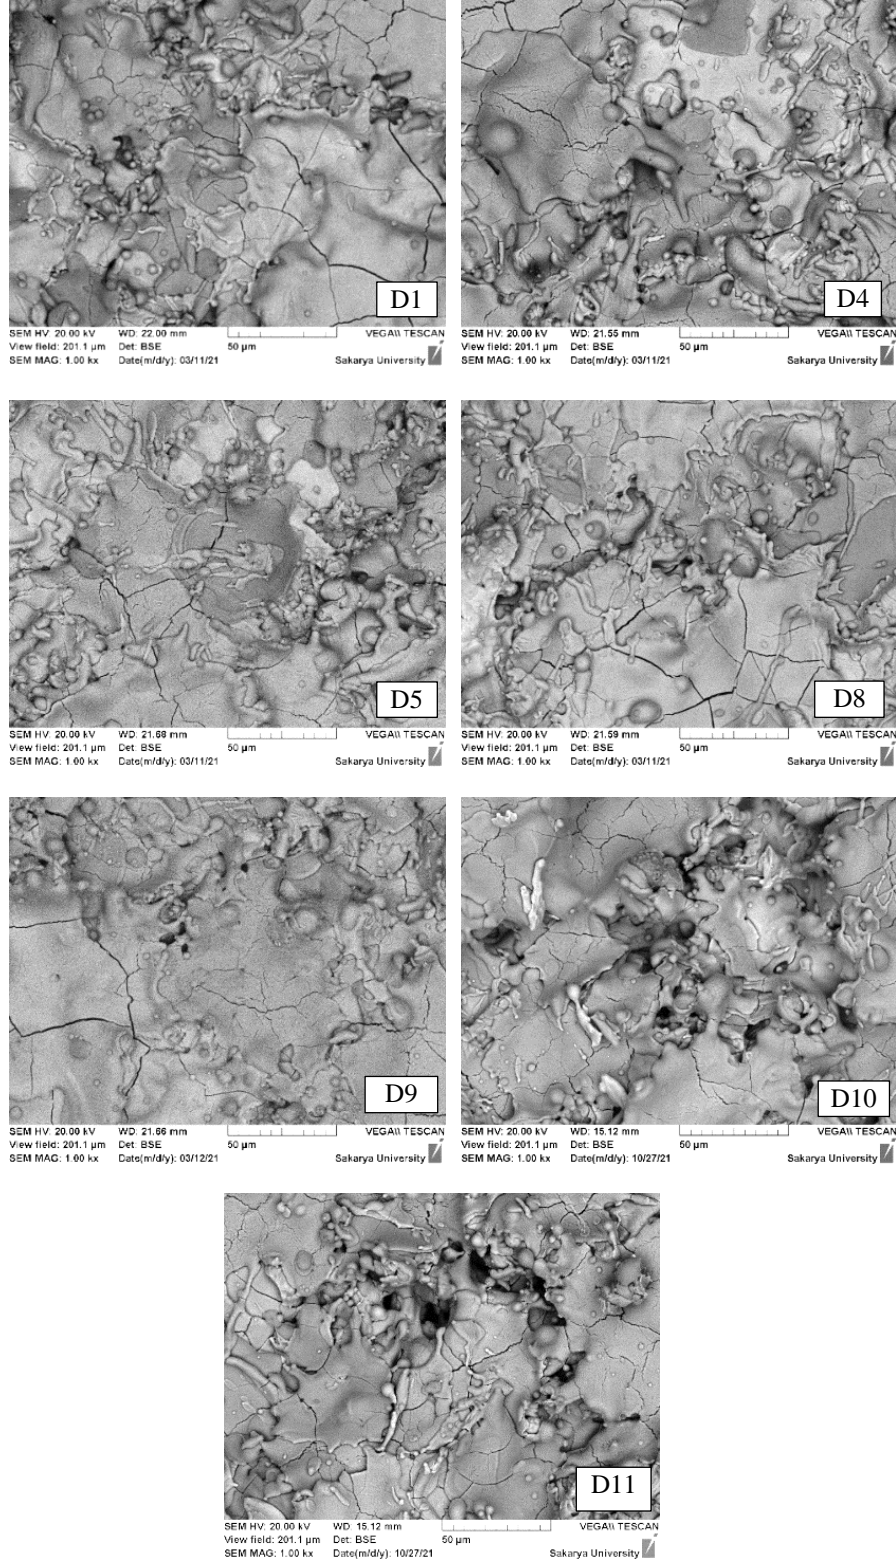 D1
SEM HV: 20.00 kV WD: 22.00 mm VEGA\\ TESCAN
View field: 201.1 µm Det: BSE 50 µm
SEM MAG: 1.00 kx Date(m/d/y): 03/11/21 Sakarya University
D4
SEM HV: 20.00 kV WD: 21.55 mm VEGA\\ TESCAN
View field: 201.1 µm Det: BSE 50 µm
SEM MAG: 1.00 kx Date(m/d/y): 03/11/21 Sakarya University
D5
SEM HV: 20.00 kV WD: 21.68 mm VEGA\\ TESCAN
View field: 201.1 µm Det: BSE 50 µm
SEM MAG: 1.00 kx Date(m/d/y): 03/11/21 Sakarya University
D8
SEM HV: 20.00 kV WD: 21.59 mm VEGA\\ TESCAN
View field: 201.1 µm Det: BSE 50 µm
SEM MAG: 1.00 kx Date(m/d/y): 03/11/21 Sakarya University
D9
SEM HV: 20.00 kV WD: 21.66 mm VEGA\\ TESCAN
View field: 201.1 µm Det: BSE 50 µm
SEM MAG: 1.00 kx Date(m/d/y): 03/12/21 Sakarya University
D10
SEM HV: 20.00 kV WD: 15.12 mm VEGA\\ TESCAN
View field: 201.1 µm Det: BSE 50 µm
SEM MAG: 1.00 kx Date(m/d/y): 10/27/21 Sakarya University
D11
SEM HV: 20.00 kV WD: 15.12 mm VEGA\\ TESCAN
View field: 201.1 µm Det: BSE 50 µm
SEM MAG: 1.00 kx Date(m/d/y): 10/27/21 Sakarya University